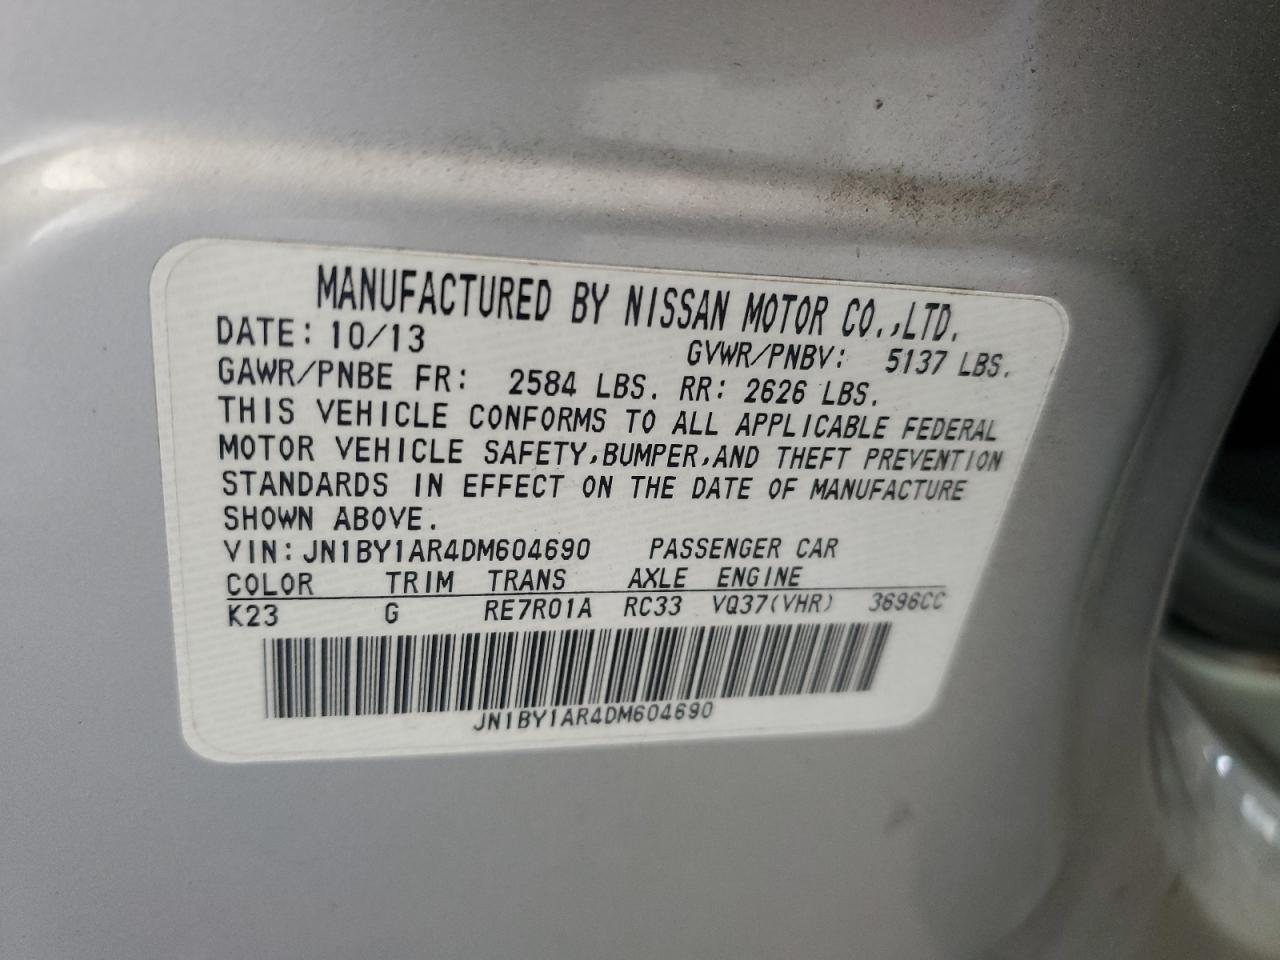 MANUFACTURED BY NISSAN MOTOR CO.,LTD.
DATE: 10/13 GVWR/PNBV: 5137 LBS.
GAWR/PNBE FR: 2584 LBS. RR: 2626 LBS.
THIS VEHICLE CONFORMS TO ALL APPLICABLE FEDERAL
MOTOR VEHICLE SAFETY,BUMPER,AND THEFT PREVENTION
STANDARDS IN EFFECT ON THE DATE OF MANUFACTURE
SHOWN ABOVE.
VIN: JN1BY1AR4DM604690 PASSENGER CAR
COLOR TRIM TRANS AXLE ENGINE
K23 G RE7R01A RC33 VQ37(VHR) 3696CC
JN1BY1AR4DM604690